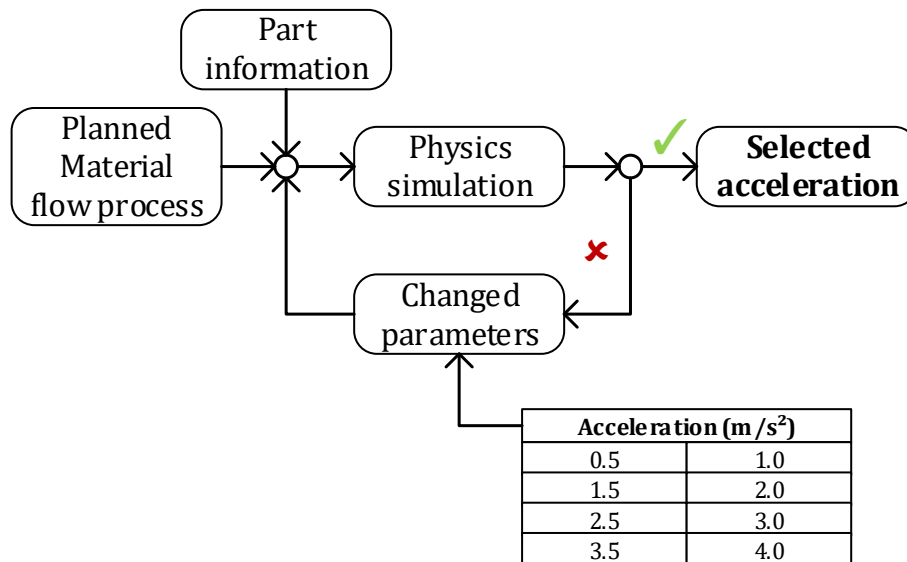 Part
information
Planned
Material
flow process
Physics
simulation
Selected
acceleration
Changed
parameters
Acceleration (m/s²)
0.5 1.0
1.5 2.0
2.5 3.0
3.5 4.0